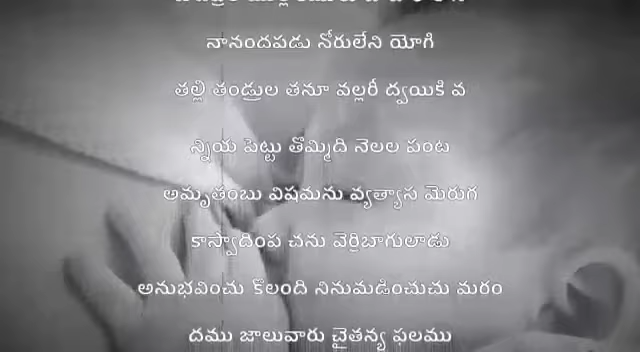 నానందపడు నోరులేని యోగి
తల్లి తండ్రుల తనూ వల్లరీ ద్వయికి వ
న్నియ పెట్టు తొమ్మిది నెలల పంట
అమృతంబు విషమను వ్యత్యాస మెరుగ
కాస్వాదింప చను వెర్రిబాగులాడు
అనుభవించు కొలంది నినుమడించుచు మరం
దము జాలువారు చైతన్య ఫలము